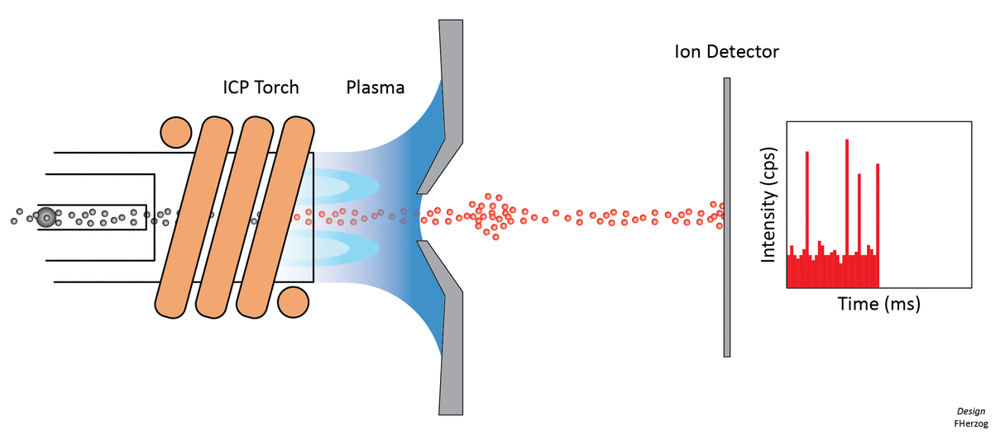 Ion Detector
ICP Torch
Plasma
Intensity (cps)
Time (ms)
Design
FHerzog